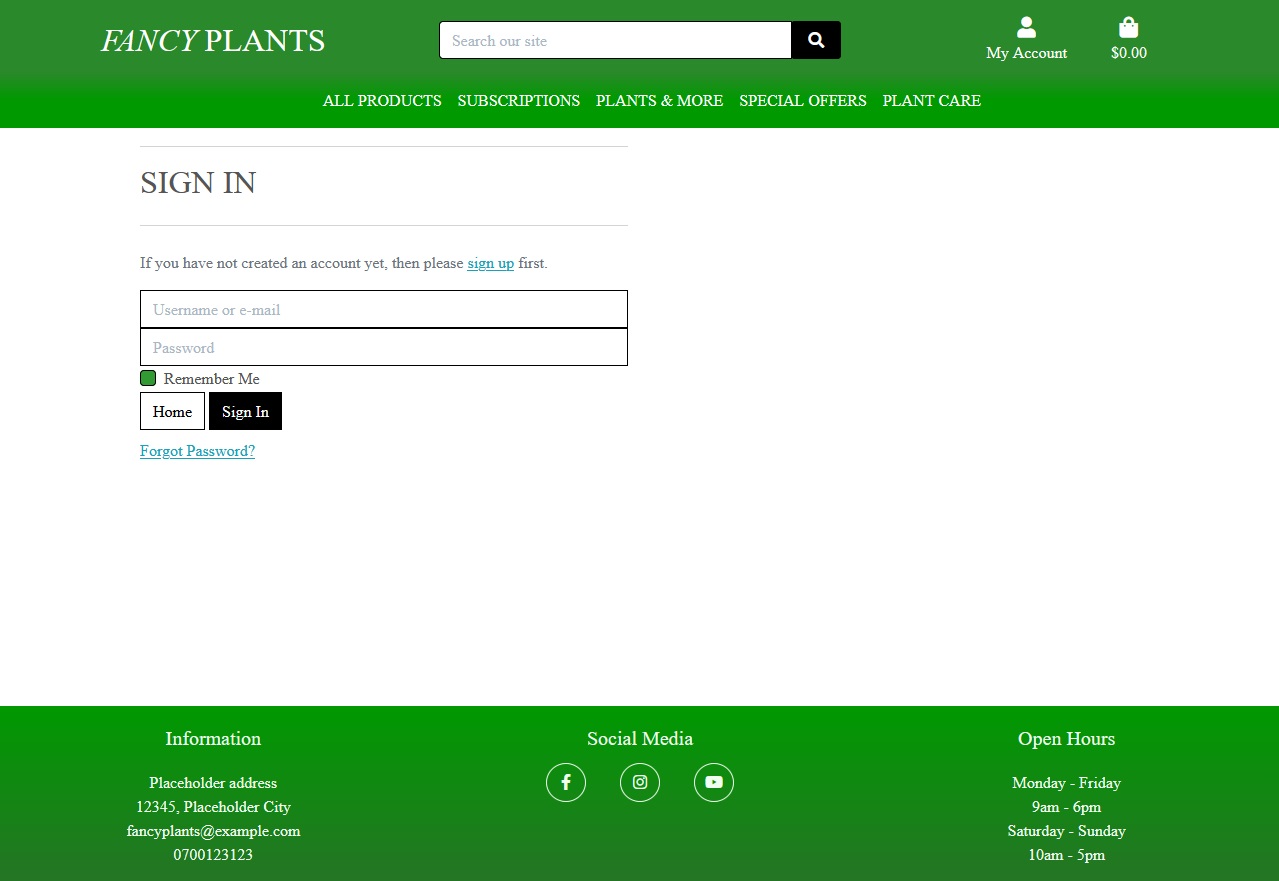 FANCY PLANTS
Search our site
My Account
$0.00
ALL PRODUCTS SUBSCRIPTIONS PLANTS & MORE SPECIAL OFFERS PLANT CARE
SIGN IN
If you have not created an account yet, then please sign up first.
Username or e-mail
Password
Remember Me
Home Sign In
Forgot Password?
Information
Placeholder address
12345, Placeholder City
fancyplants@example.com
0700123123
Social Media
Open Hours
Monday - Friday
9am - 6pm
Saturday - Sunday
10am - 5pm